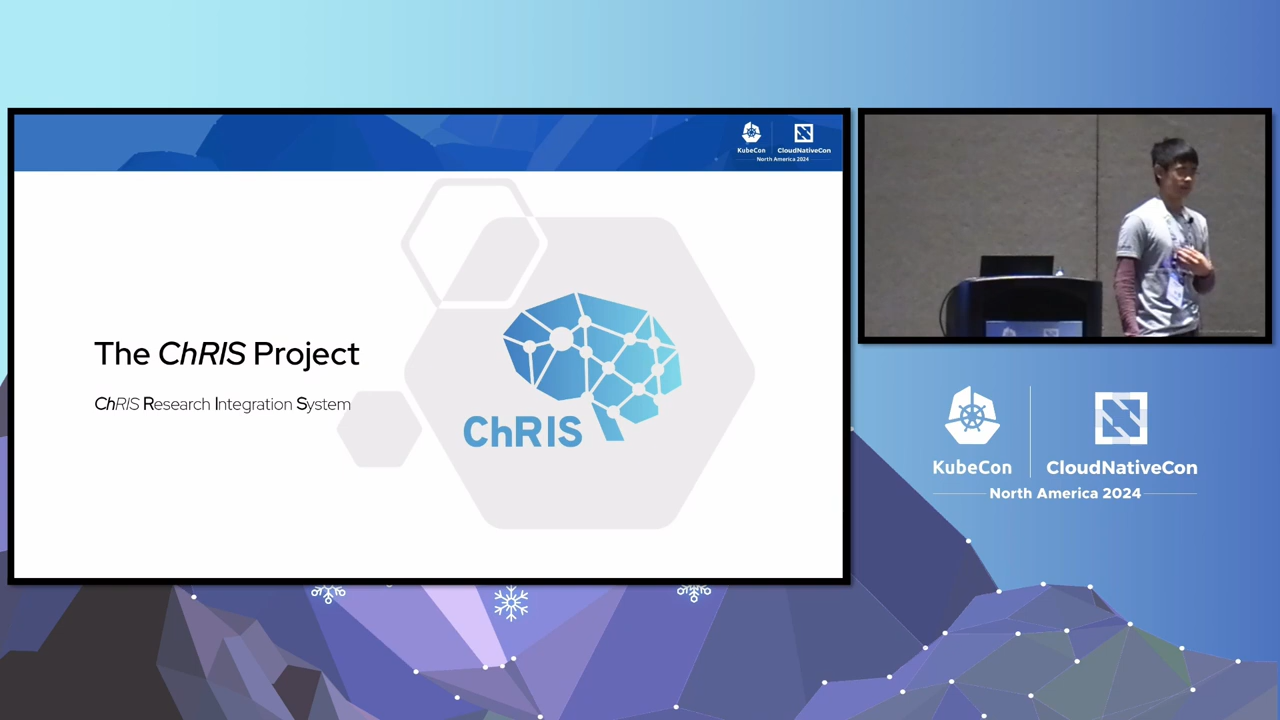 KubeCon
CloudNativeCon
North America 2024
The ChRIS Project
ChRIS Research Integration System
ChRIS
KubeCon
CloudNativeCon
North America 2024